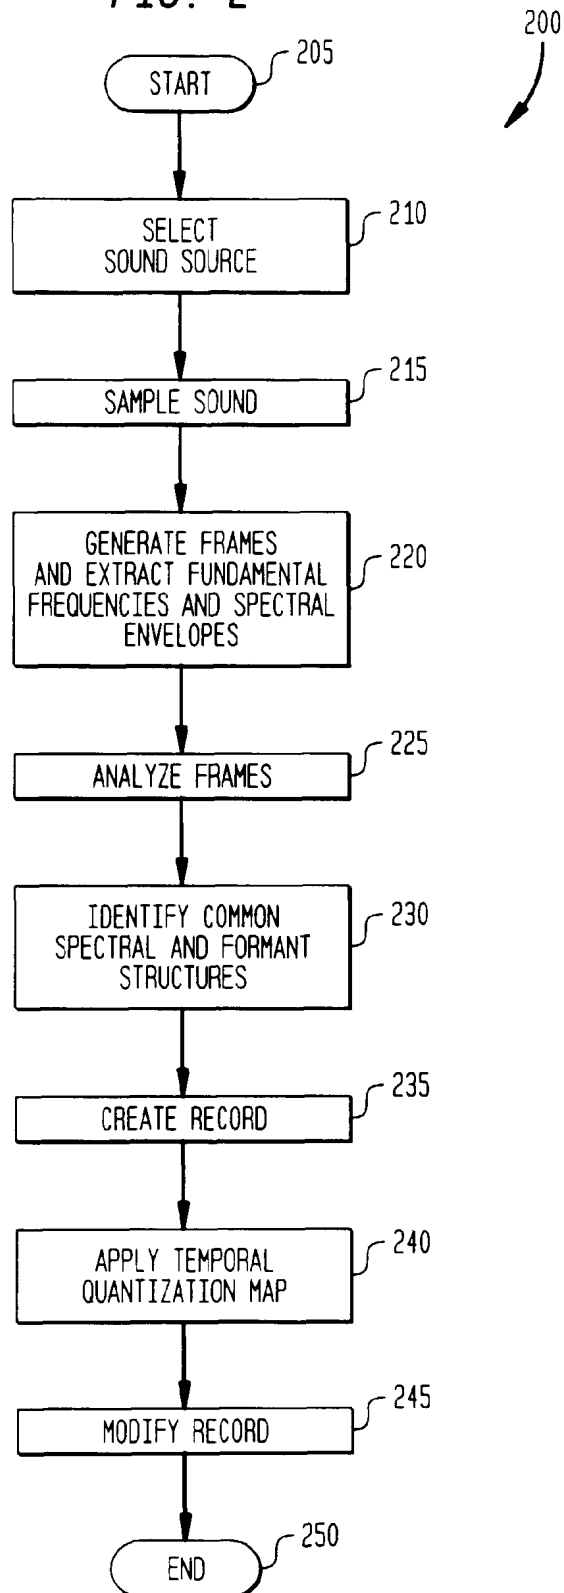 FIG. 2
200
START
205
SELECT
SOUND SOURCE
210
SAMPLE SOUND
215
GENERATE FRAMES
AND EXTRACT FUNDAMENTAL
FREQUENCIES AND SPECTRAL
ENVELOPES
220
ANALYZE FRAMES
225
IDENTIFY COMMON
SPECTRAL AND FORMANT
STRUCTURES
230
CREATE RECORD
235
APPLY TEMPORAL
QUANTIZATION MAP
240
MODIFY RECORD
245
END
250